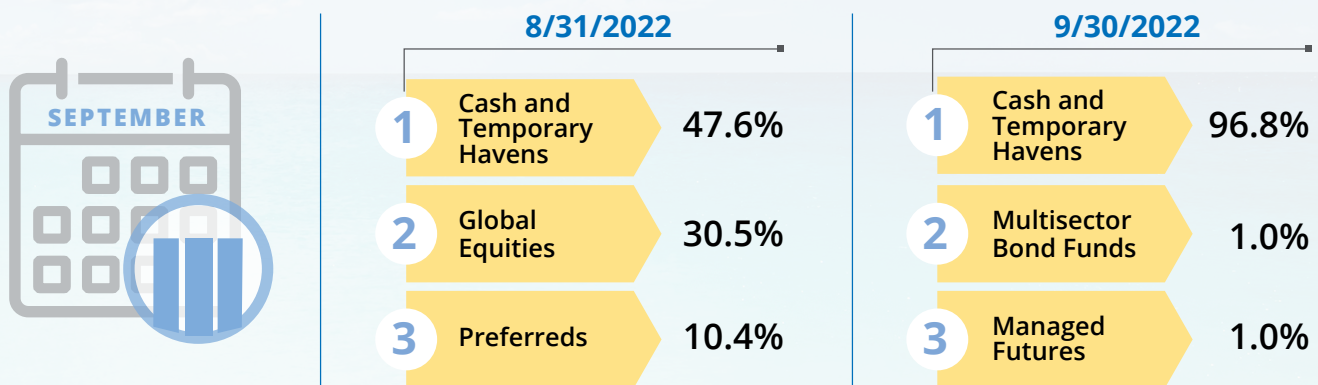 SEPTEMBER
8/31/2022
1
Cash and
Temporary
Havens
47.6%
2
Global
Equities
30.5%
3
Preferreds
10.4%
9/30/2022
1
Cash and
Temporary
Havens
96.8%
2
Multisector
Bond Funds
1.0%
3
Managed
Futures
1.0%